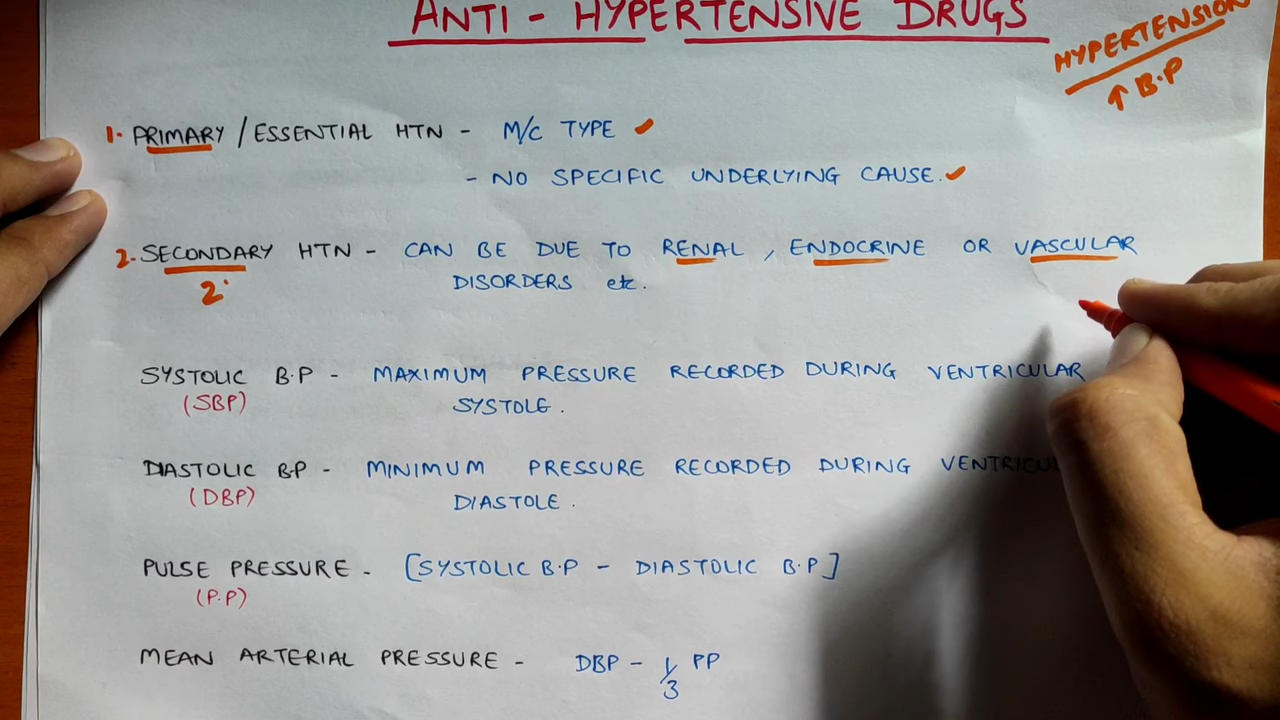 ANTI - HYPERTENSIVE DRUGS
HYPERTENSION
↑ B.P
1. PRIMARY / ESSENTIAL HTN - M/C TYPE ✓
- NO SPECIFIC UNDERLYING CAUSE. ✓
2. SECONDARY HTN - CAN BE DUE TO RENAL, ENDOCRINE OR VASCULAR
2°
DISORDERS etc.
SYSTOLIC B.P - MAXIMUM PRESSURE RECORDED DURING VENTRICULAR
(SBP) SYSTOLE.
DIASTOLIC B.P - MINIMUM PRESSURE RECORDED DURING
(DBP) DIASTOLE.
PULSE PRESSURE - [SYSTOLIC B.P - DIASTOLIC B.P]
(P.P)
MEAN ARTERIAL PRESSURE - DBP - 1/3 PP